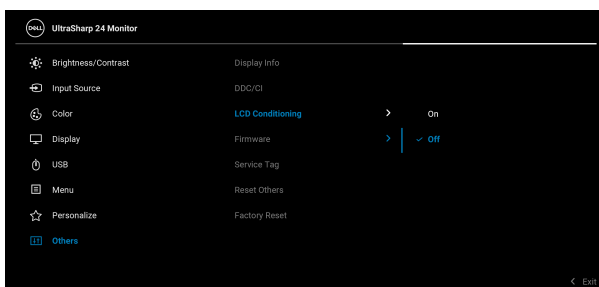 DELL UltraSharp 24 Monitor
Brightness/Contrast Display Info
Input Source DDC/CI
Color LCD Conditioning On
Display Firmware Off
USB Service Tag
Menu Reset Others
Personalize Factory Reset
Others
Exit